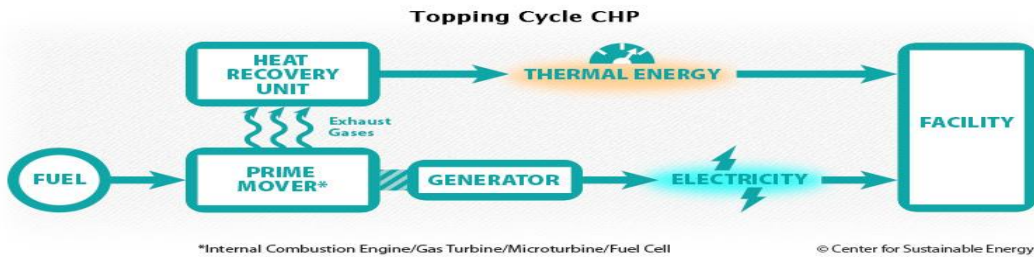 Topping Cycle CHP
HEAT
RECOVERY
UNIT
THERMAL ENERGY
Exhaust
Gases
FACILITY
FUEL
PRIME
MOVER*
GENERATOR
ELECTRICITY
*Internal Combustion Engine/Gas Turbine/Microturbine/Fuel Cell
© Center for Sustainable Energy